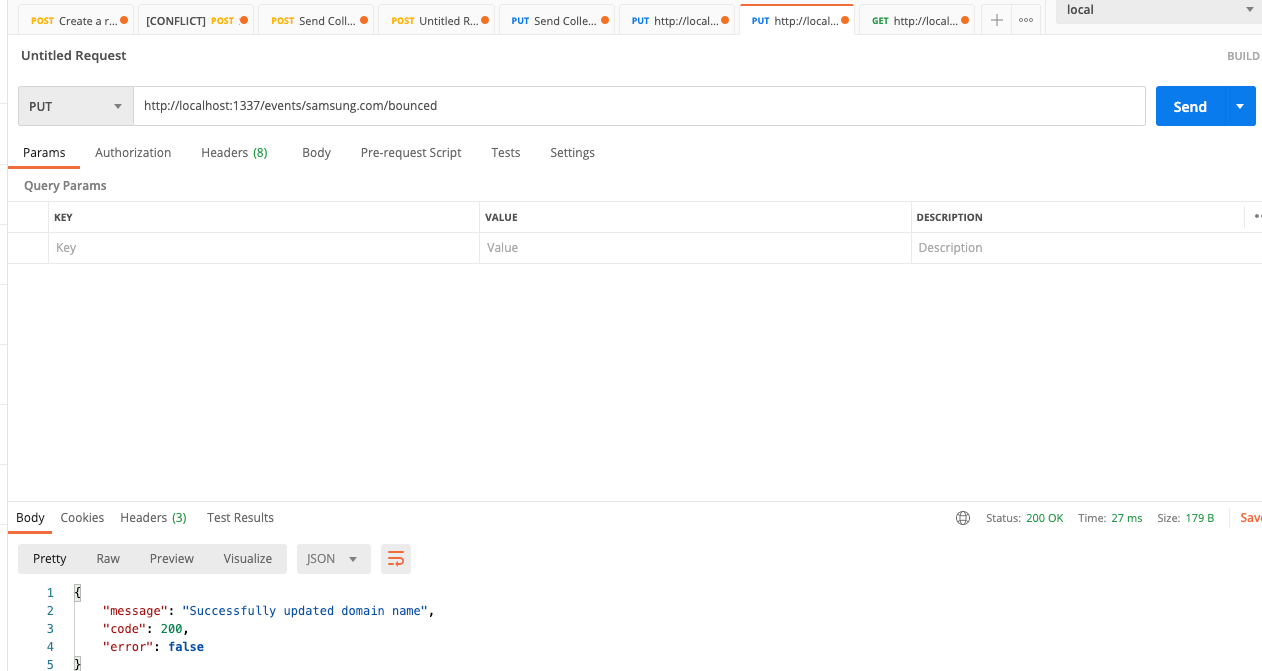 POST Create a r... [CONFLICT] POST POST Send Coll... POST Untitled R... PUT Send Colle... PUT http://local... PUT http://local... GET http://local... local
Untitled Request BUILD
PUT http://localhost:1337/events/samsung.com/bounced Send
Params Authorization Headers (8) Body Pre-request Script Tests Settings
Query Params
KEY VALUE DESCRIPTION
Key Value Description
Body Cookies Headers (3) Test Results Status: 200 OK Time: 27 ms Size: 179 B Save
Pretty Raw Preview Visualize JSON
1 {
2 "message": "Successfully updated domain name",
3 "code": 200,
4 "error": false
5 }